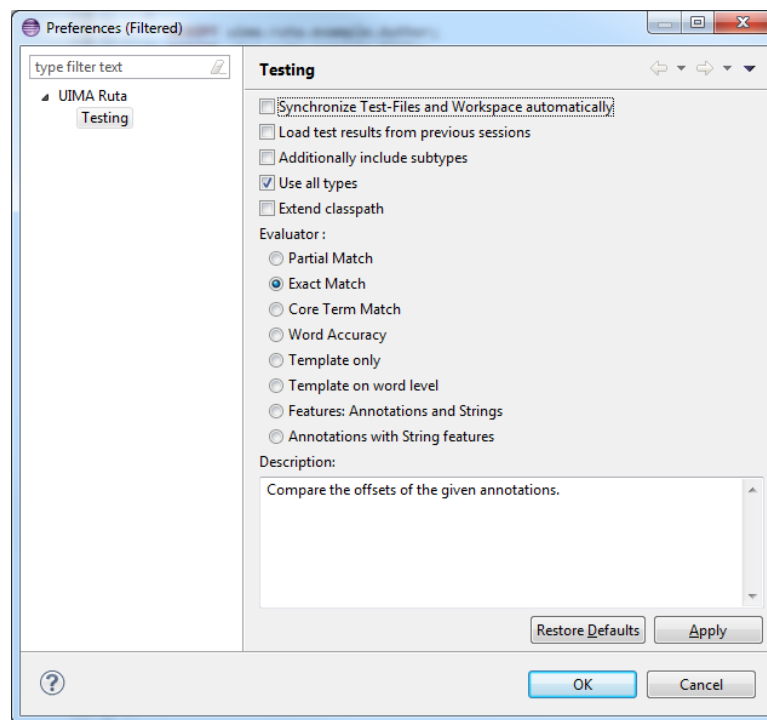 Preferences (Filtered)
type filter text
UIMA Ruta
Testing
Testing
Synchronize Test-Files and Workspace automatically
Load test results from previous sessions
Additionally include subtypes
Use all types
Extend classpath
Evaluator :
Partial Match
Exact Match
Core Term Match
Word Accuracy
Template only
Template on word level
Features: Annotations and Strings
Annotations with String features
Description:
Compare the offsets of the given annotations.
Restore Defaults
Apply
OK
Cancel